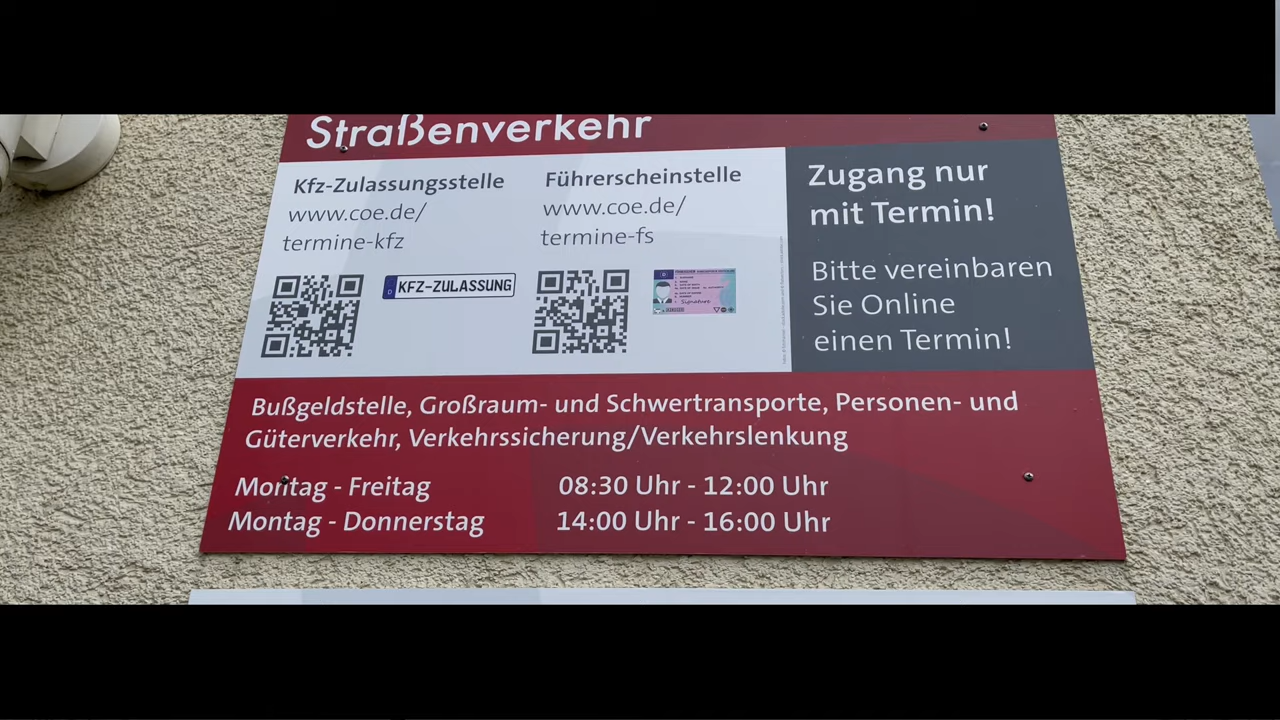 Straßenverkehr
Kfz-Zulassungsstelle
www.coe.de/
termine-kfz
KFZ-ZULASSUNG
Führerscheinstelle
www.coe.de/
termine-fs
Signature
Zugang nur
mit Termin!
Bitte vereinbaren
Sie Online
einen Termin!
Bußgeldstelle, Großraum- und Schwertransporte, Personen- und
Güterverkehr, Verkehrssicherung/Verkehrslenkung
Montag - Freitag 08:30 Uhr - 12:00 Uhr
Montag - Donnerstag 14:00 Uhr - 16:00 Uhr